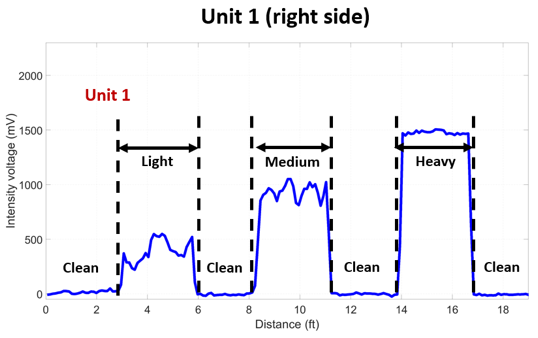 Unit 1 (right side)
2000
Unit 1
1500
Light
Medium
Heavy
1000
Intensity voltage (mV)
500
Clean
Clean
Clean
Clean
0
0 2 4 6 8 10 12 14 16 18
Distance (ft)